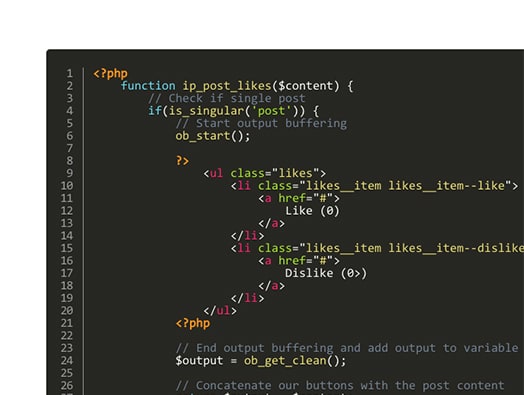 1 <?php
2 function ip_post_likes($content) {
3 // Check if single post
4 if(is_singular('post')) {
5 // Start output buffering
6 ob_start();
7
8 ?>
9 <ul class="likes">
10 <li class="likes__item likes__item--like">
11 <a href="#">
12 Like (0)
13 </a>
14 </li>
15 <li class="likes__item likes__item--dislike
16 <a href="#">
17 Dislike (0>)
18 </a>
19 </li>
20 </ul>
21 <?php
22
23 // End output buffering and add output to variable
24 $output = ob_get_clean();
25
26 // Concatenate our buttons with the post content
27